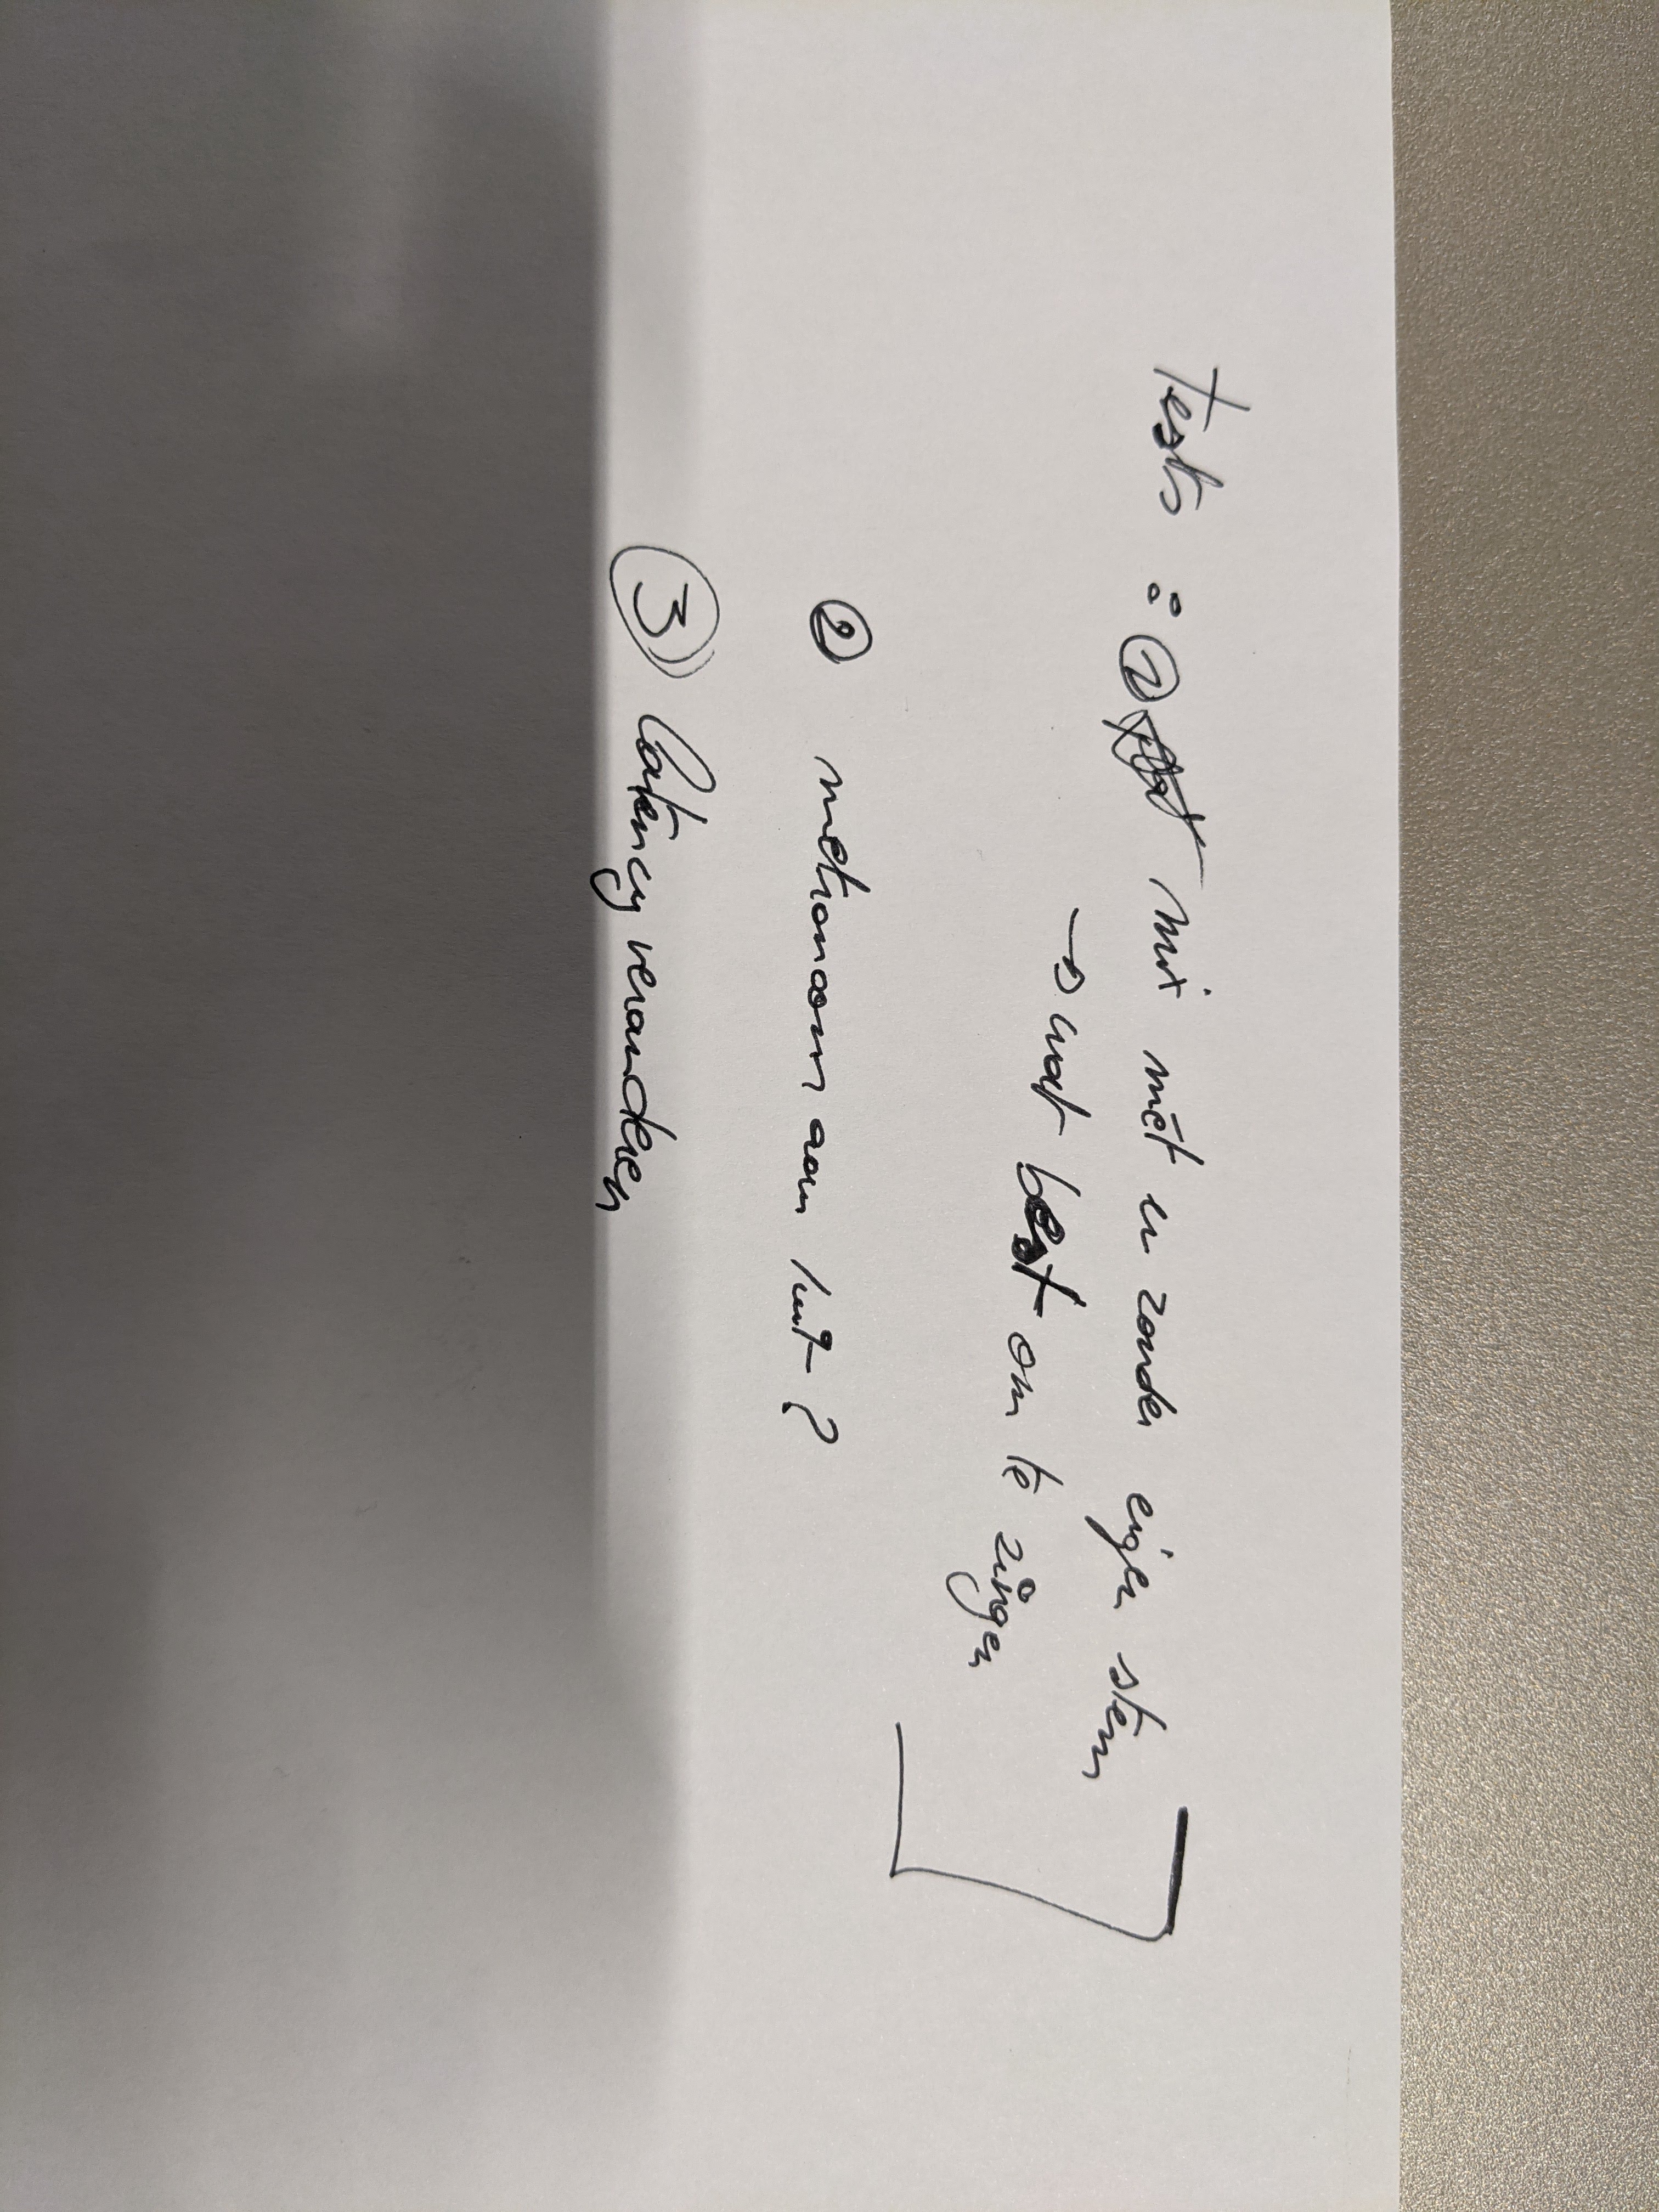 tests : ① mix met en zonder eigen stem
→ wat best om te zingen
② metronoom aan uit ?
③ latency veranderen